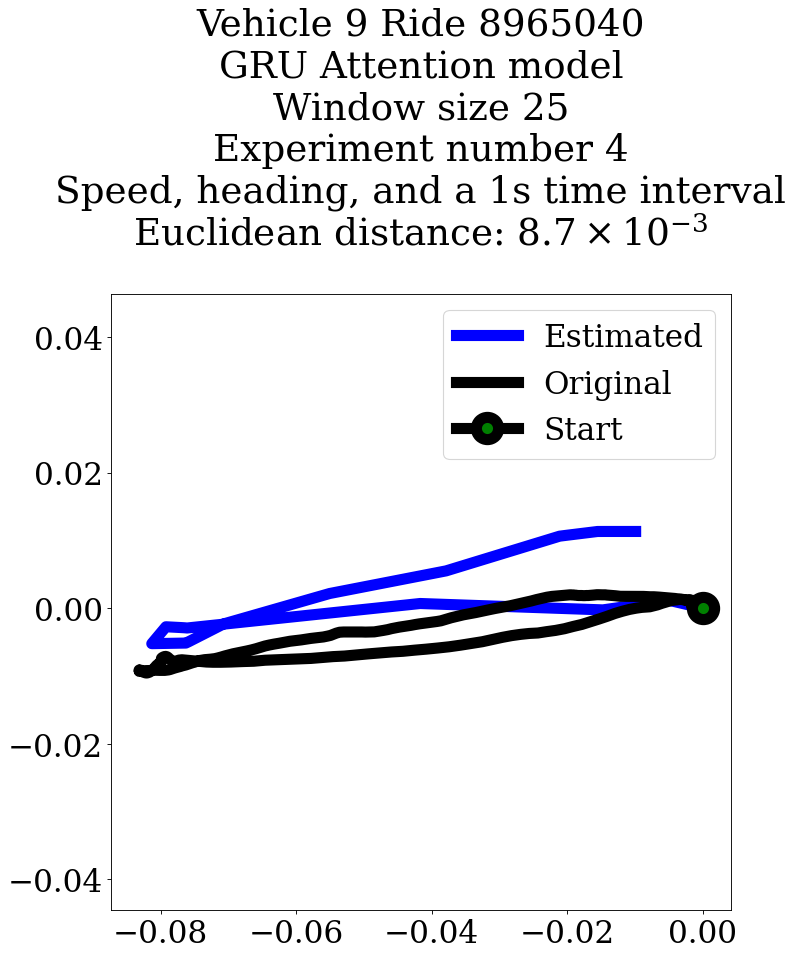 Vehicle 9 Ride 8965040
GRU Attention model
Window size 25
Experiment number 4
Speed, heading, and a 1s time interval
Euclidean distance: 8.7 × 10⁻³
Estimated
Original
Start
0.04
0.02
0.00
−0.02
−0.04
−0.08 −0.06 −0.04 −0.02 0.00